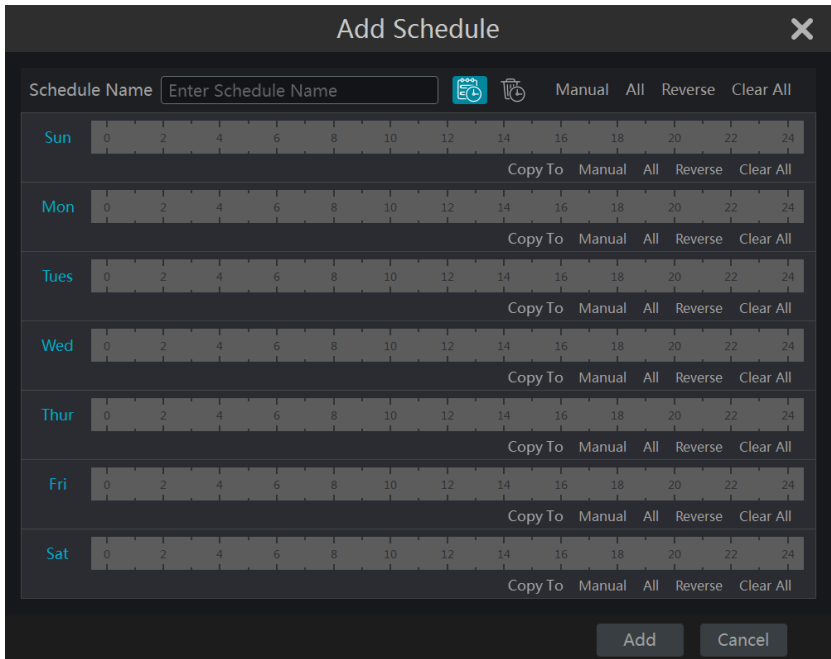 Add Schedule
Schedule Name Enter Schedule Name Manual All Reverse Clear All
Sun 0 2 4 6 8 10 12 14 16 18 20 22 24
Copy To Manual All Reverse Clear All
Mon 0 2 4 6 8 10 12 14 16 18 20 22 24
Copy To Manual All Reverse Clear All
Tues 0 2 4 6 8 10 12 14 16 18 20 22 24
Copy To Manual All Reverse Clear All
Wed 0 2 4 6 8 10 12 14 16 18 20 22 24
Copy To Manual All Reverse Clear All
Thur 0 2 4 6 8 10 12 14 16 18 20 22 24
Copy To Manual All Reverse Clear All
Fri 0 2 4 6 8 10 12 14 16 18 20 22 24
Copy To Manual All Reverse Clear All
Sat 0 2 4 6 8 10 12 14 16 18 20 22 24
Copy To Manual All Reverse Clear All
Add Cancel